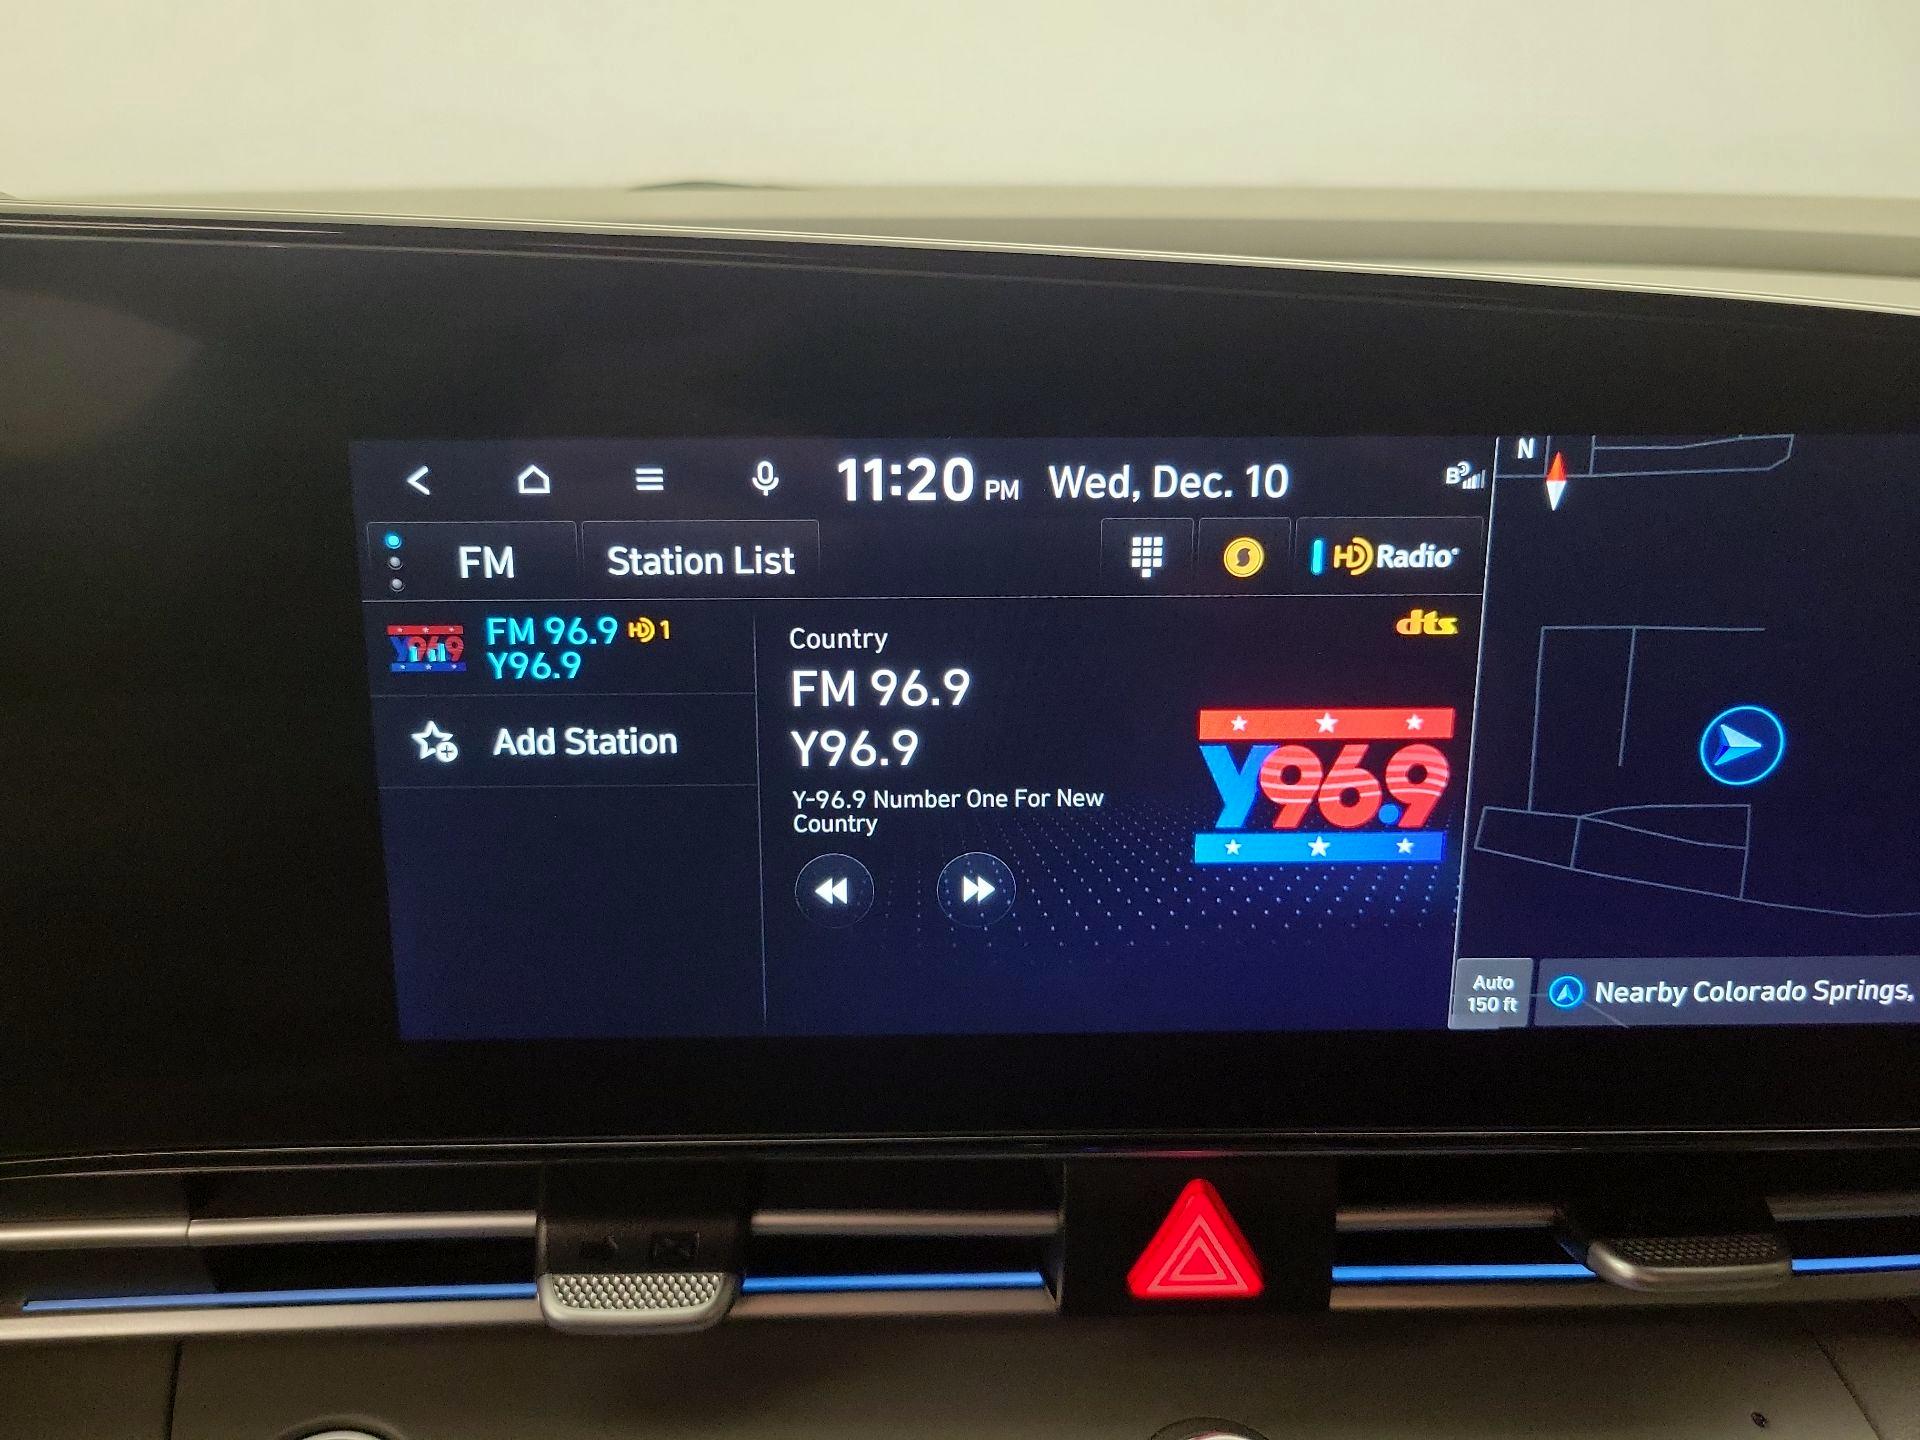 11:20 PM Wed, Dec. 10
N
FM
Station List
HD Radio
FM 96.9 HD 1
Y96.9
Add Station
Country
FM 96.9
Y96.9
Y-96.9 Number One For New
Country
dts
Y96.9
Y96.9
Auto
150 ft
Nearby Colorado Springs,